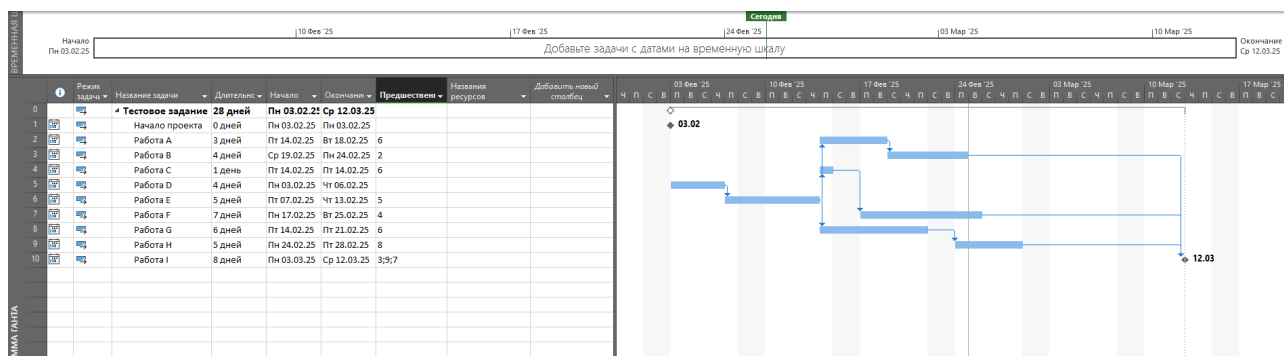 Сегодня
10 Фев '25
17 Фев '25
24 Фев '25
03 Мар '25
10 Мар '25
Начало
Пн 03.02.25
Добавьте задачи с датами на временную шкалу
Окончание
Ср 12.03.25
ВРЕМЕННАЯ Ш
Режим задачи Название задачи Длительнс Начало Окончани Предшественн Названия ресурсов Добавить новый столбец
03 Фев '25 10 Фев '25 17 Фев '25 24 Фев '25 03 Мар '25 10 Мар '25 17 Мар '25
Ч П С В П В С Ч П С В П В С Ч П С В П В С Ч П С В П В С Ч П С В П В С Ч П С В П В С Ч П С В П В С
0 Тестовое задание 28 дней Пн 03.02.25 Ср 12.03.25
1 Начало проекта 0 дней Пн 03.02.25 Пн 03.02.25
03.02
2 Работа A 3 дней Пт 14.02.25 Вт 18.02.25 6
3 Работа B 4 дней Ср 19.02.25 Пн 24.02.25 2
4 Работа C 1 день Пт 14.02.25 Пт 14.02.25 6
5 Работа D 4 дней Пн 03.02.25 Чт 06.02.25
6 Работа E 5 дней Пт 07.02.25 Чт 13.02.25 5
7 Работа F 7 дней Пн 17.02.25 Вт 25.02.25 4
8 Работа G 6 дней Пт 14.02.25 Пт 21.02.25 6
9 Работа H 5 дней Пн 24.02.25 Пт 28.02.25 8
10 Работа I 8 дней Пн 03.03.25 Ср 12.03.25 3;9;7
12.03
ММА ГАНТА